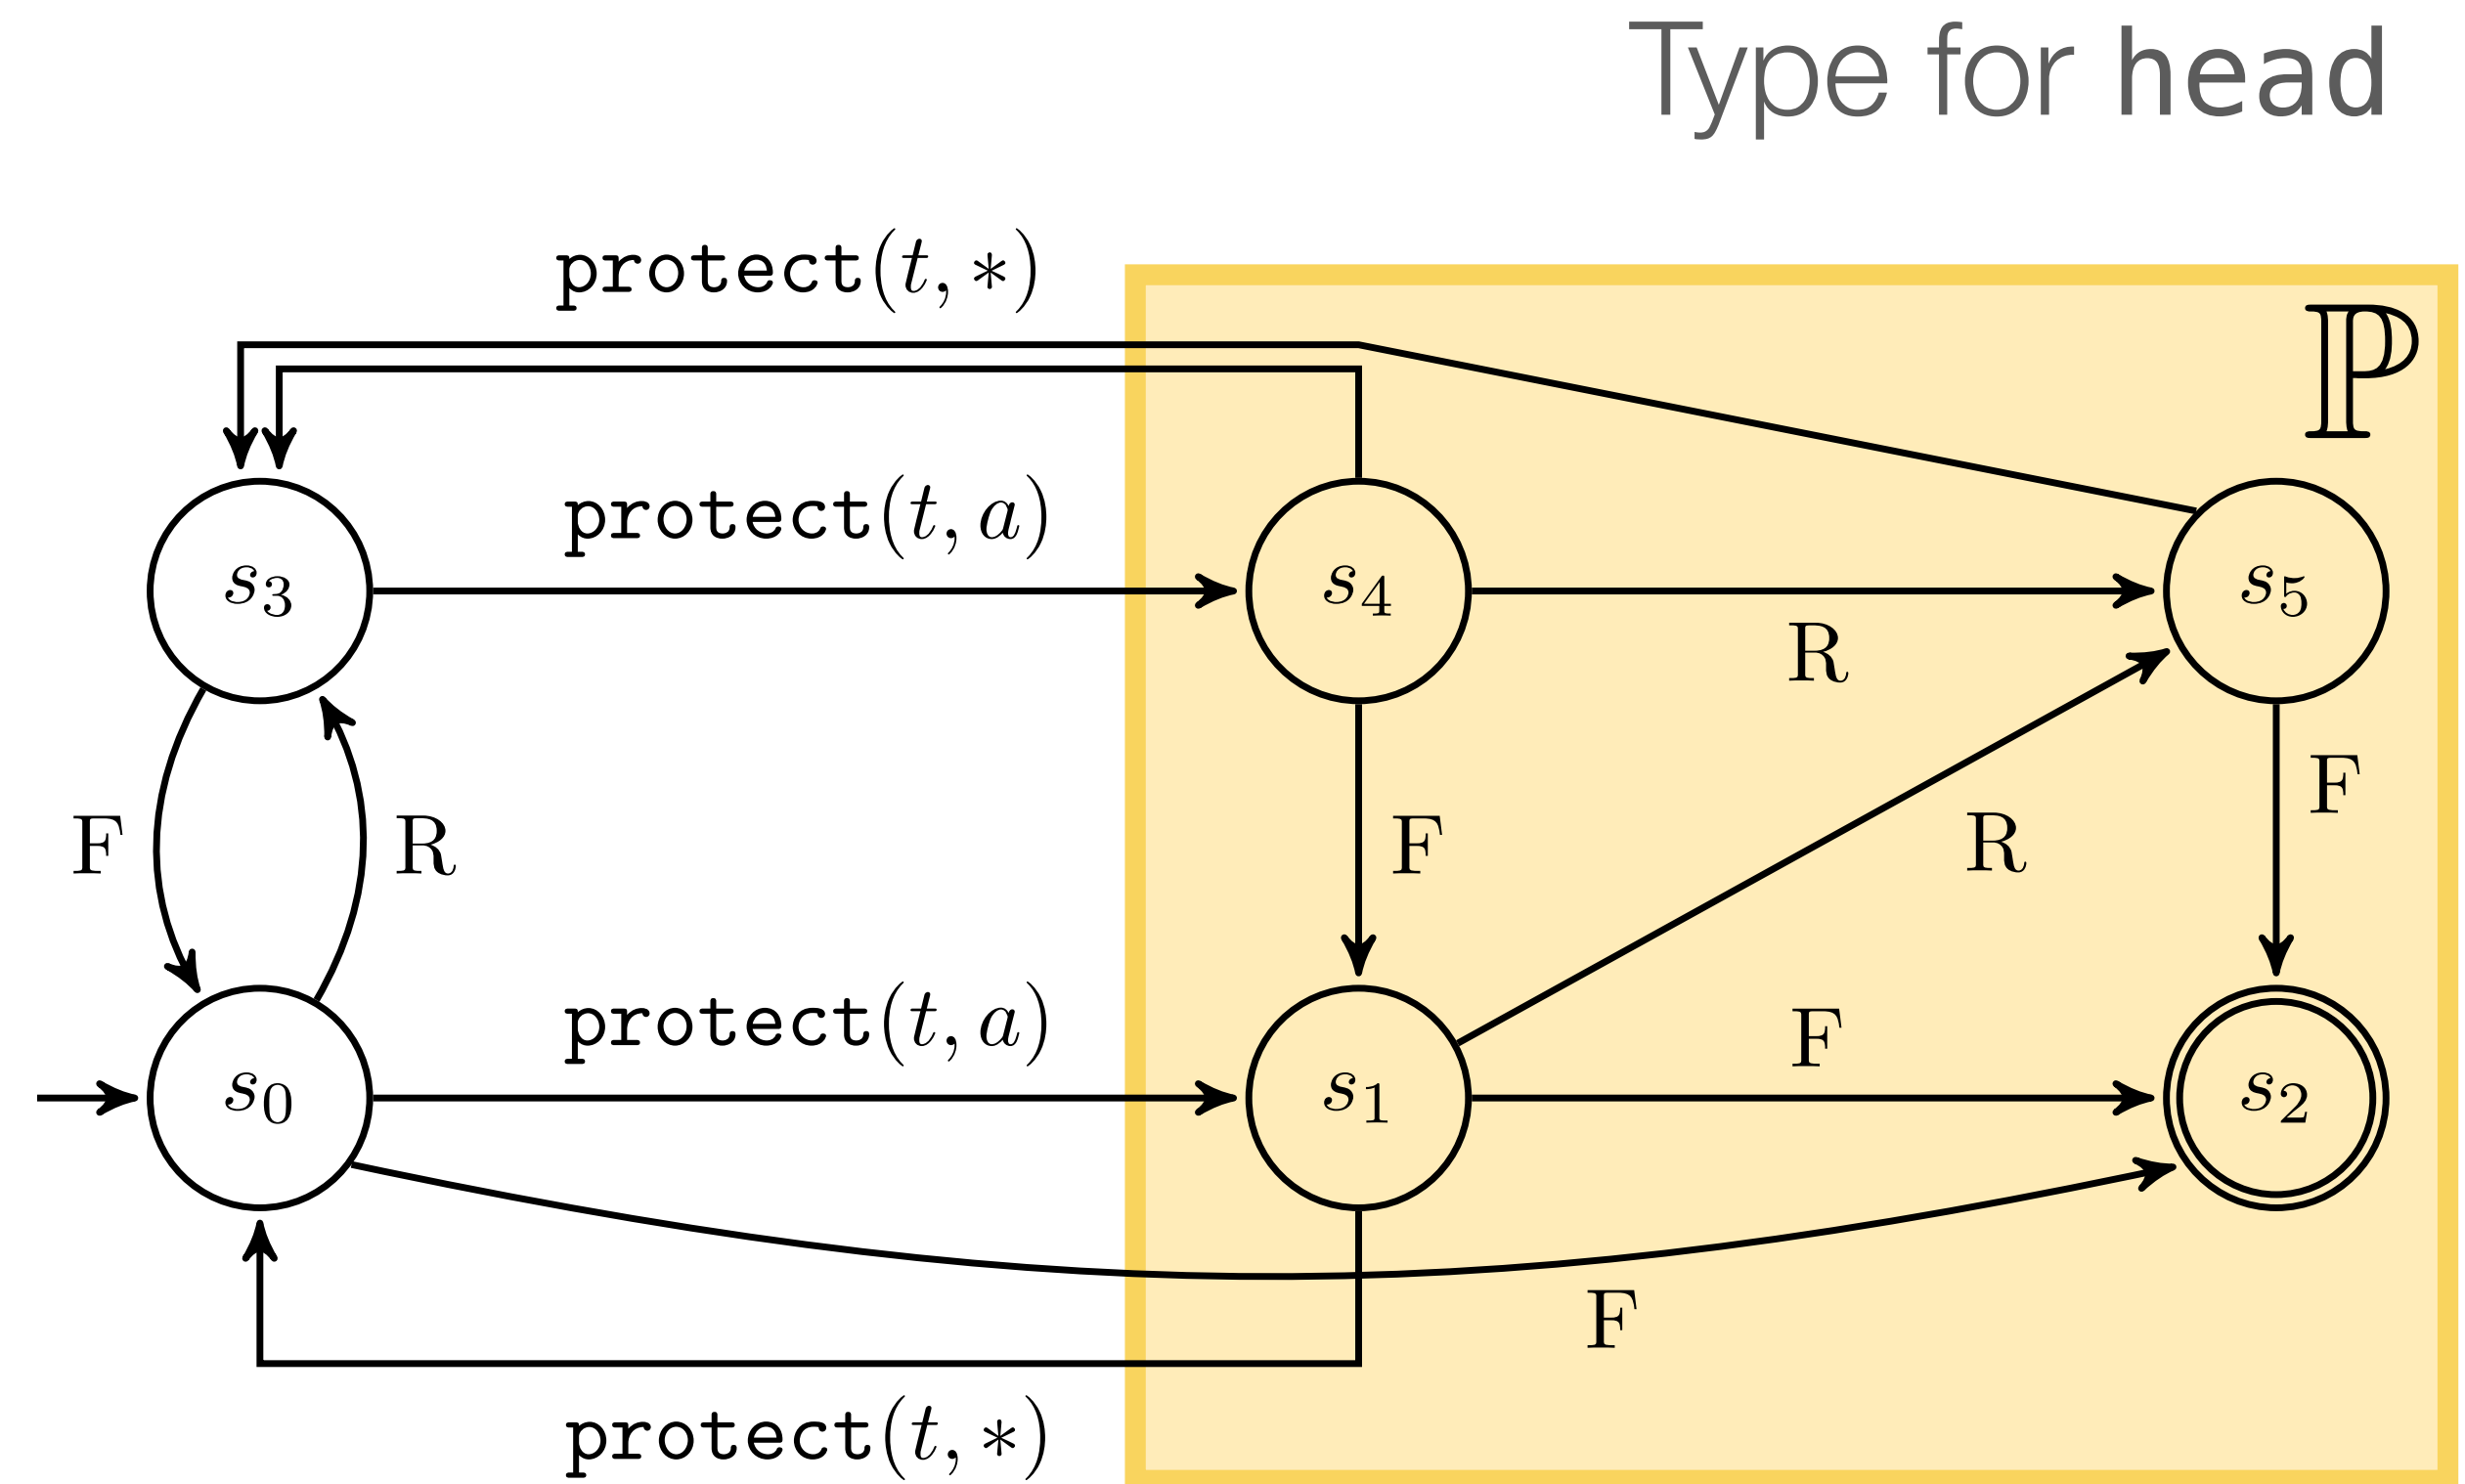 Type for head
protect(t, ∗)
ℙ
protect(t, a)
s₃
s₄
s₅
R
F
F
R
F
R
protect(t, a)
F
s₀
s₁
s₂
F
protect(t, ∗)